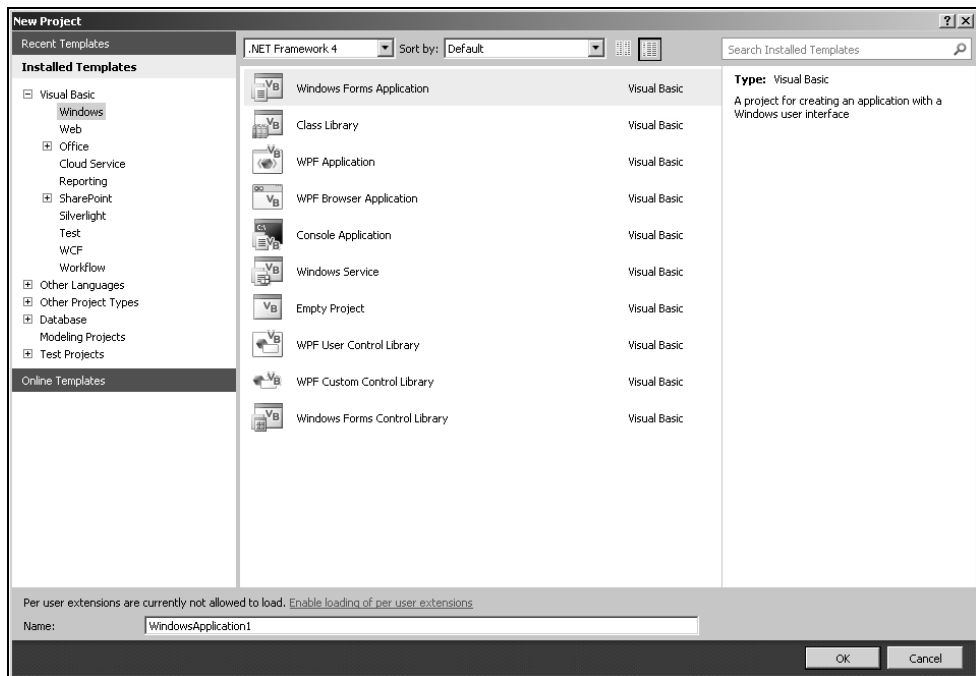 New Project
Recent Templates
Installed Templates
Visual Basic
Windows
Web
Office
Cloud Service
Reporting
SharePoint
Silverlight
Test
WCF
Workflow
Other Languages
Other Project Types
Database
Modeling Projects
Test Projects
Online Templates
.NET Framework 4 Sort by: Default
Windows Forms Application Visual Basic
Class Library Visual Basic
WPF Application Visual Basic
WPF Browser Application Visual Basic
Console Application Visual Basic
Windows Service Visual Basic
Empty Project Visual Basic
WPF User Control Library Visual Basic
WPF Custom Control Library Visual Basic
Windows Forms Control Library Visual Basic
Search Installed Templates
Type: Visual Basic
A project for creating an application with a
Windows user interface
Per user extensions are currently not allowed to load. Enable loading of per user extensions
Name: WindowsApplication1
OK Cancel